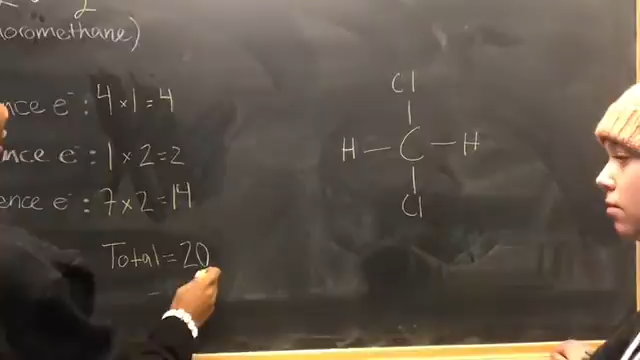 oromethane)
nce e⁻: 4 × 1 = 4
nce e⁻: 1 × 2 = 2
ence e⁻: 7 × 2 = 14
Total = 20
Cl
H — C — H
Cl